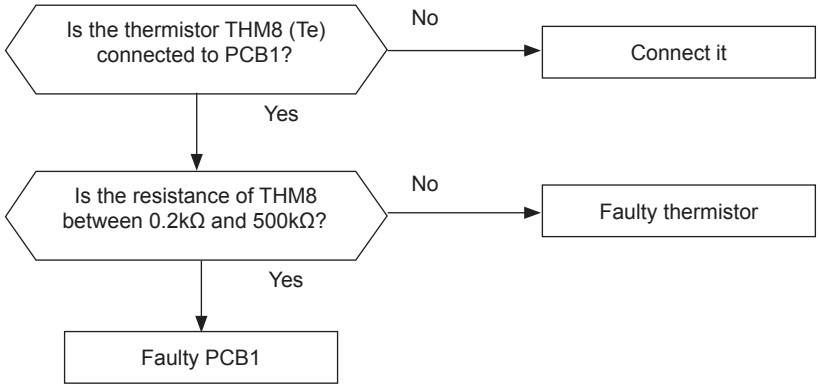 Is the thermistor THM8 (Te)
connected to PCB1?
No
Connect it
Yes
Is the resistance of THM8
between 0.2kΩ and 500kΩ?
No
Faulty thermistor
Yes
Faulty PCB1